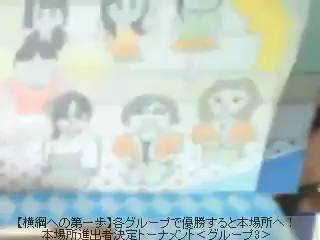 【横綱への第一歩】各グループで優勝すると本場所へ!
本場所進出者決定トーナメント<グループ3>